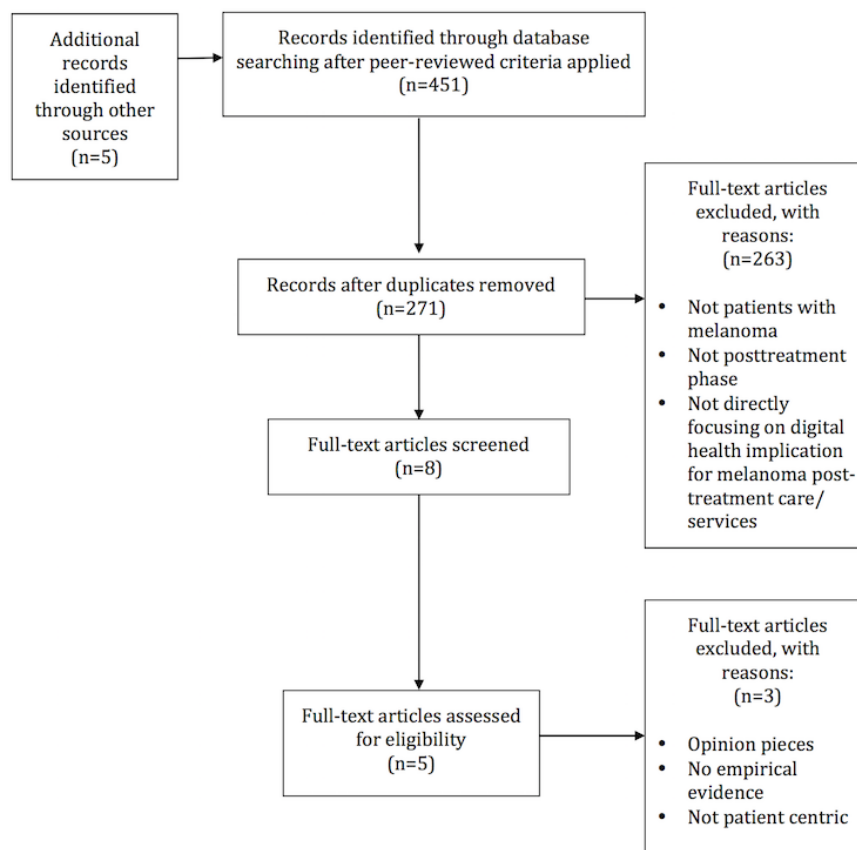 Additional
records
identified
through other
sources
(n=5)
Records identified through database
searching after peer-reviewed criteria applied
(n=451)
Records after duplicates removed
(n=271)
Full-text articles
excluded, with
reasons:
(n=263)
• Not patients with
melanoma
• Not posttreatment
phase
• Not directly
focusing on digital
health implication
for melanoma post-
treatment care/
services
Full-text articles screened
(n=8)
Full-text articles assessed
for eligibility
(n=5)
Full-text articles
excluded, with
reasons:
(n=3)
• Opinion pieces
• No empirical
evidence
• Not patient centric